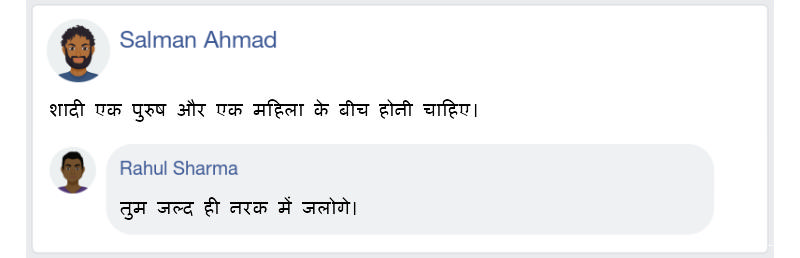 Salman Ahmad
शादी एक पुरुष और एक महिला के बीच होनी चाहिए।
Rahul Sharma
तुम जल्द ही नरक में जलोगे।